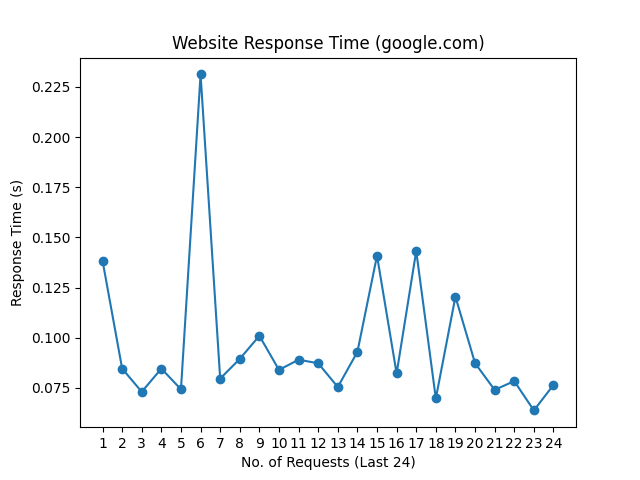 Website Response Time (google.com)
0.225
0.200
0.175
0.150
0.125
0.100
0.075
Response Time (s)
1 2 3 4 5 6 7 8 9 10 11 12 13 14 15 16 17 18 19 20 21 22 23 24
No. of Requests (Last 24)